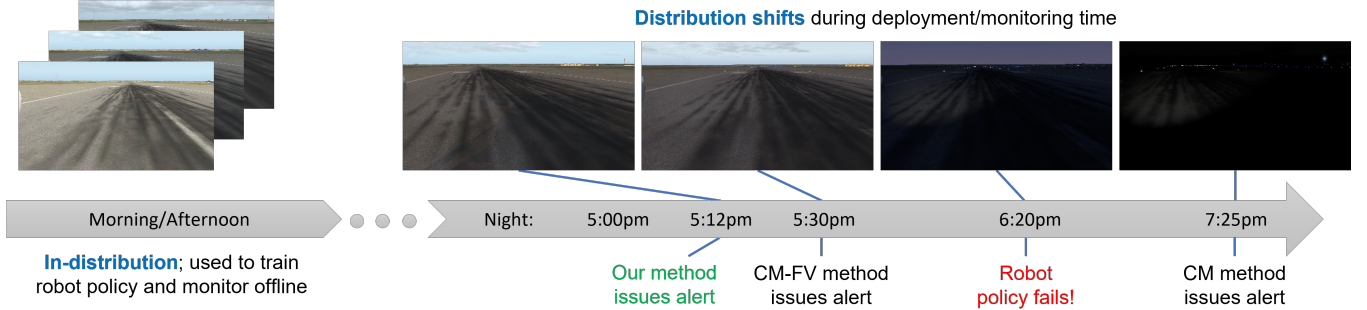 Distribution shifts during deployment/monitoring time
Morning/Afternoon
Night:
5:00pm
5:12pm
5:30pm
6:20pm
7:25pm
In-distribution; used to train
robot policy and monitor offline
Our method
issues alert
CM-FV method
issues alert
Robot
policy fails!
CM method
issues alert